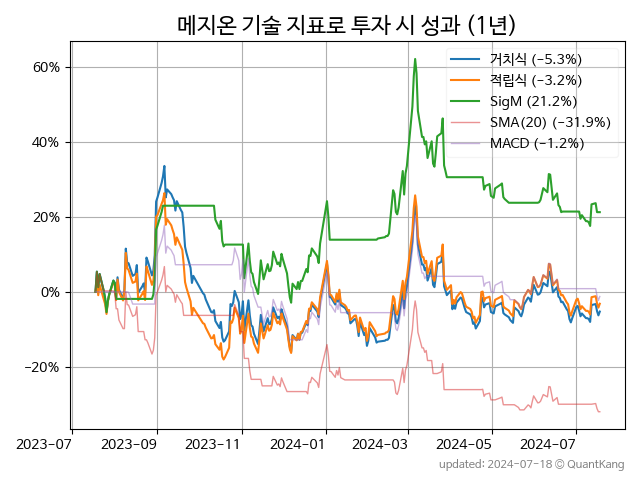 메지온 기술 지표로 투자 시 성과 (1년)
거치식 (−5.3%)
적립식 (−3.2%)
SigM (21.2%)
SMA(20) (−31.9%)
MACD (−1.2%)
60%
40%
20%
0%
−20%
2023-07 2023-09 2023-11 2024-01 2024-03 2024-05 2024-07
updated: 2024-07-18 © QuantKang